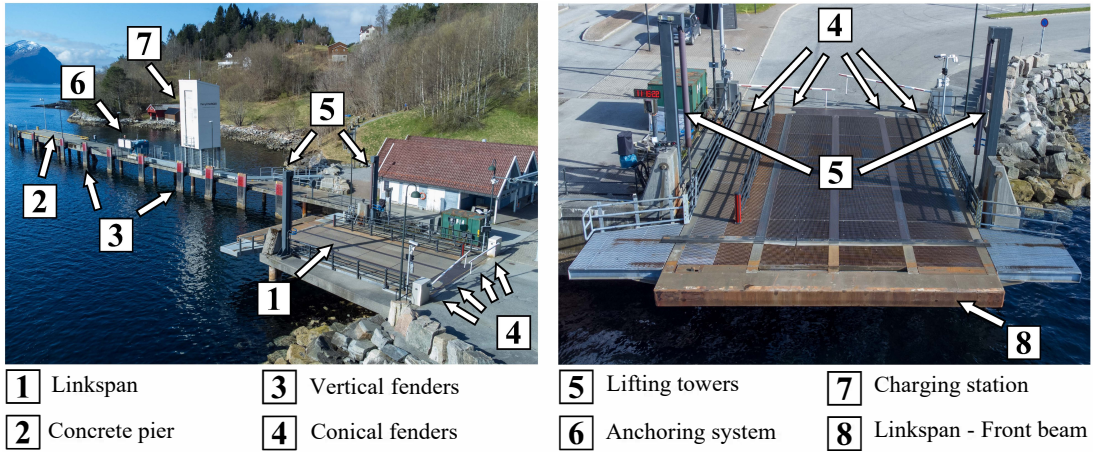 7
6
5
2
3
1
4
4
5
8
1 Linkspan
3 Vertical fenders
5 Lifting towers
7 Charging station
2 Concrete pier
4 Conical fenders
6 Anchoring system
8 Linkspan - Front beam